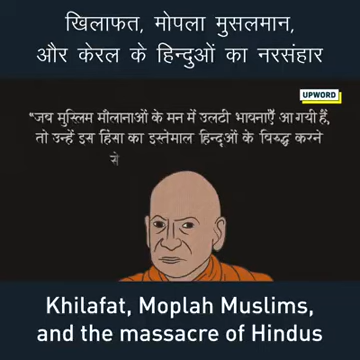 खिलाफत, मोपला मुसलमान,
और केरल के हिन्दुओं का नरसंहार
UPWORD
“जब मुस्लिम मौलानाओं के मन में उलटी भावनाएँ आ गयी हैं,
तो उन्हें इस हिंसा का इस्तेमाल हिन्दुओं के विरुद्ध करने
से
Khilafat, Moplah Muslims,
and the massacre of Hindus